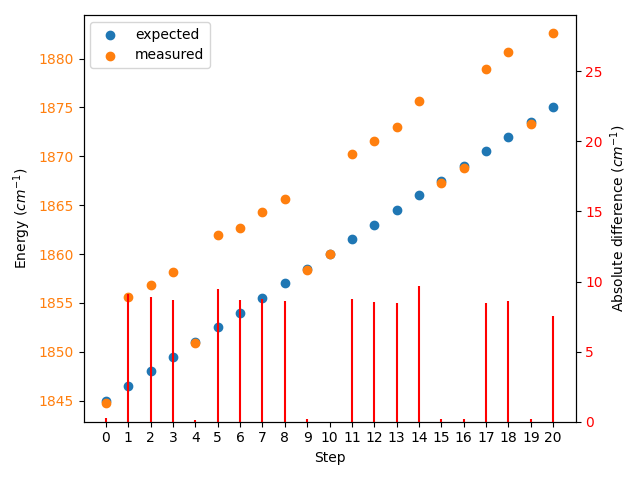 expected
measured
1880
1875
1870
1865
1860
1855
1850
1845
Energy (cm⁻¹)
25
20
15
10
5
0
Absolute difference (cm⁻¹)
0 1 2 3 4 5 6 7 8 9 10 11 12 13 14 15 16 17 18 19 20
Step